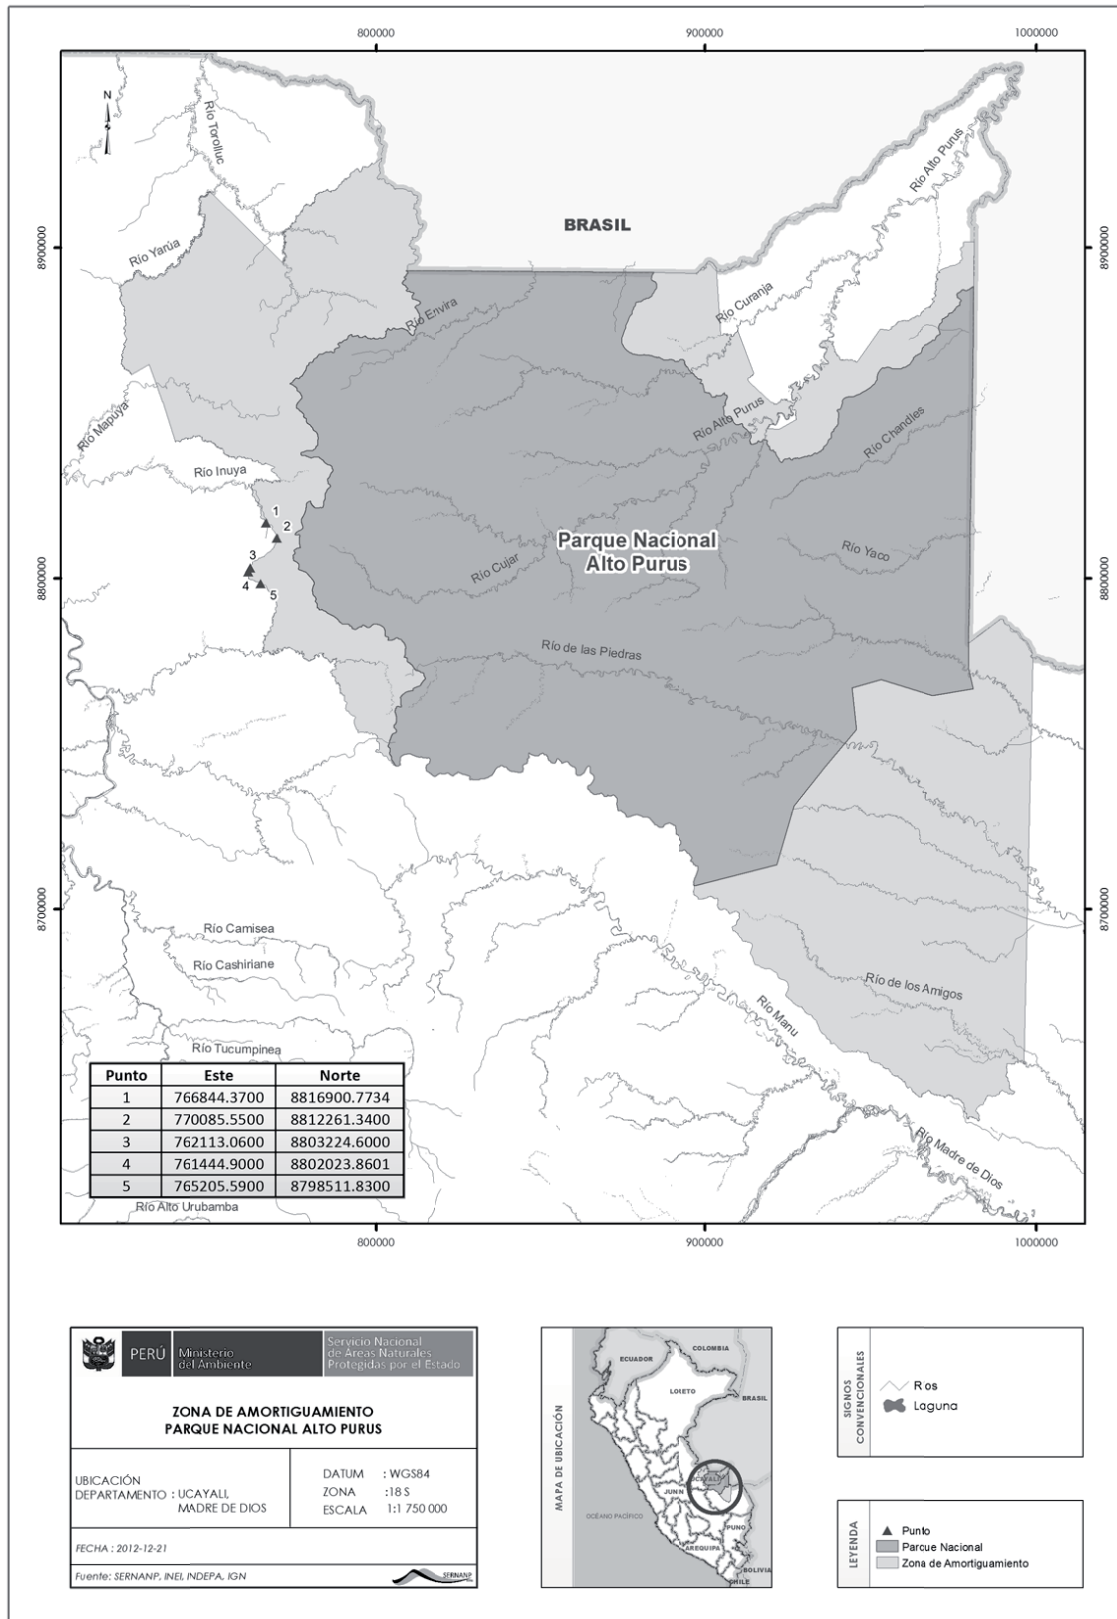 800000
900000
1000000
N
Río Torolluc
Río Alto Purus
BRASIL
8900000
8900000
Río Yarúa
Río Curanja
Río Envira
Río Mapuya
Río Alto Purus
Río Chandles
Río Inuya
1
2
Parque Nacional
Alto Purus
Río Yaco
3
Río Cujar
8800000
8800000
4
5
Río de las Piedras
8700000
8700000
Río Camisea
Río Cashiriane
Río de los Amigos
Río Manu
Río Tucumpinea
Punto Este Norte
1 766844.3700 8816900.7734
2 770085.5500 8812261.3400
3 762113.0600 8803224.6000
4 761444.9000 8802023.8601
5 765205.5900 8798511.8300
Río Madre de Dios
Río Alto Urubamba
800000
900000
1000000
PERÚ
Ministerio
del Ambiente
Servicio Nacional
de Áreas Naturales
Protegidas por el Estado
ZONA DE AMORTIGUAMIENTO
PARQUE NACIONAL ALTO PURUS
UBICACIÓN
DEPARTAMENTO : UCAYALI,
MADRE DE DIOS
DATUM : WGS84
ZONA :18 S
ESCALA 1:1 750 000
FECHA : 2012-12-21
Fuente: SERNANP, INEI, INDEPA, IGN
SERNANP
MAPA DE UBICACIÓN
ECUADOR
COLOMBIA
LORETO
BRASIL
UCAYALI
JUNIN
OCÉANO PACÍFICO
PUNO
AREQUIPA
BOLIVIA
CHILE
SIGNOS
CONVENCIONALES
Ríos
Laguna
LEYENDA
Punto
Parque Nacional
Zona de Amortiguamiento